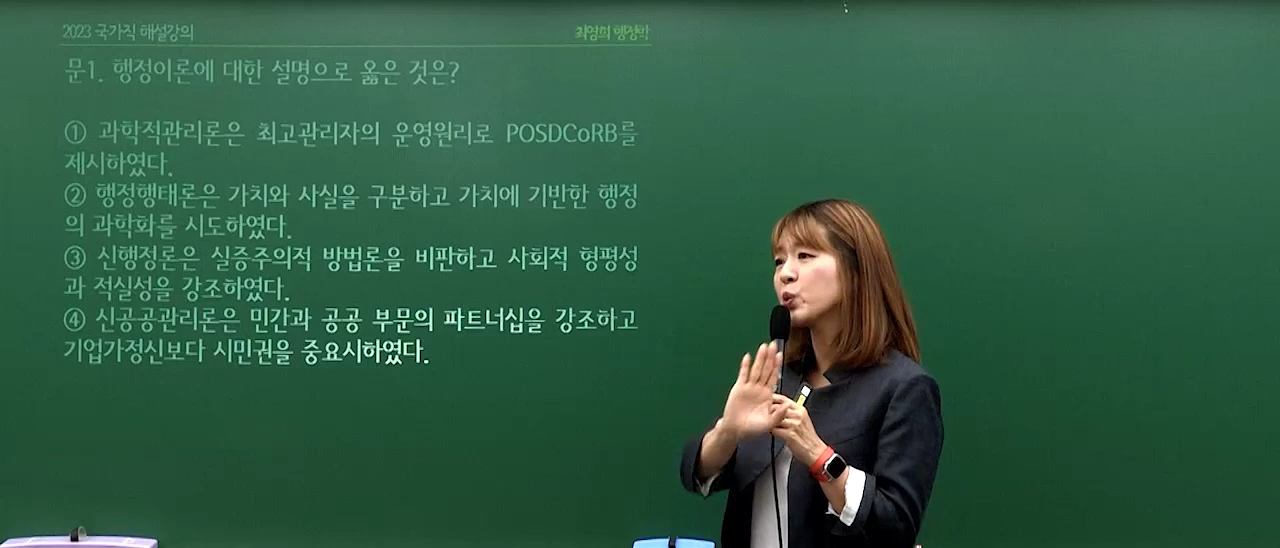 2023 국가직 해설강의
최영희 행정학
문1. 행정이론에 대한 설명으로 옳은 것은?
① 과학적관리론은 최고관리자의 운영원리로 POSDCoRB를
제시하였다.
② 행정행태론은 가치와 사실을 구분하고 가치에 기반한 행정
의 과학화를 시도하였다.
③ 신행정론은 실증주의적 방법론을 비판하고 사회적 형평성
과 적실성을 강조하였다.
④ 신공공관리론은 민간과 공공 부문의 파트너십을 강조하고
기업가정신보다 시민권을 중요시하였다.